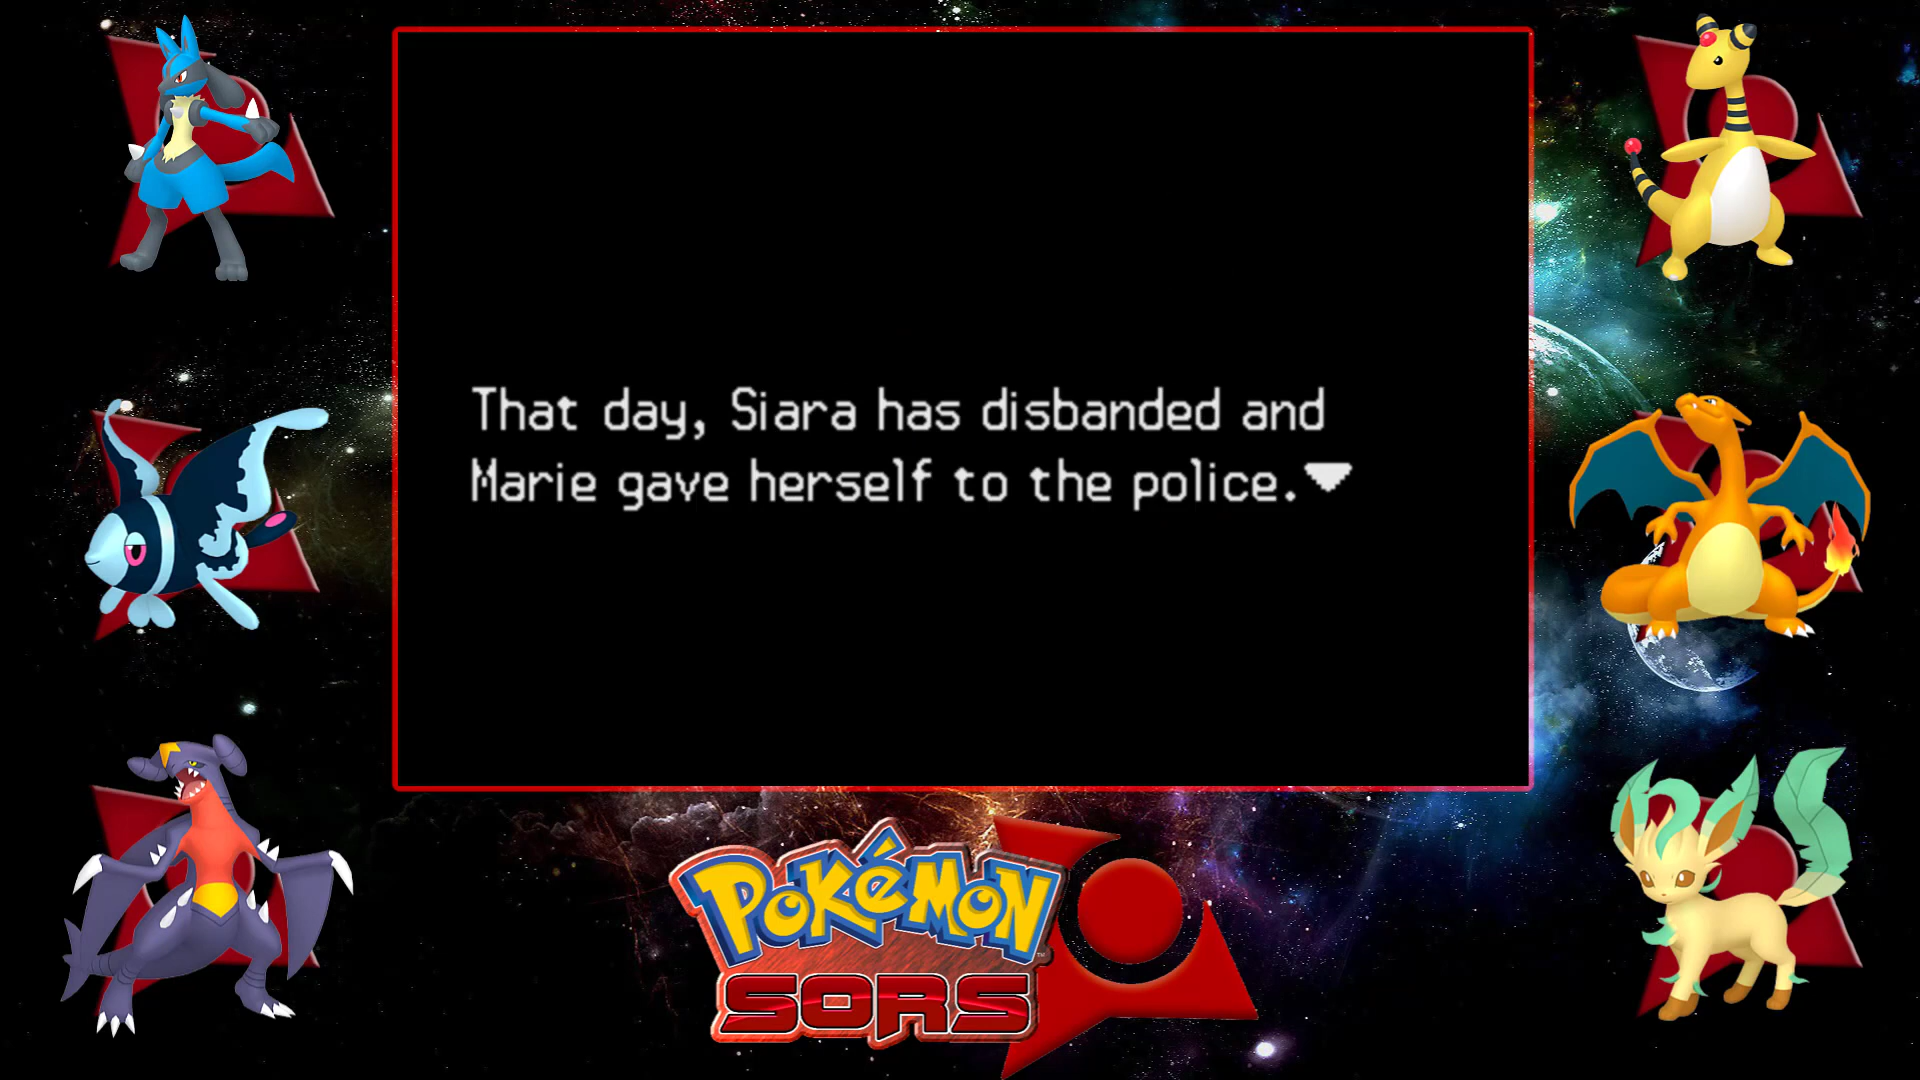 That day, Siara has disbanded and
Marie gave herself to the police.
POKéMON
SORS